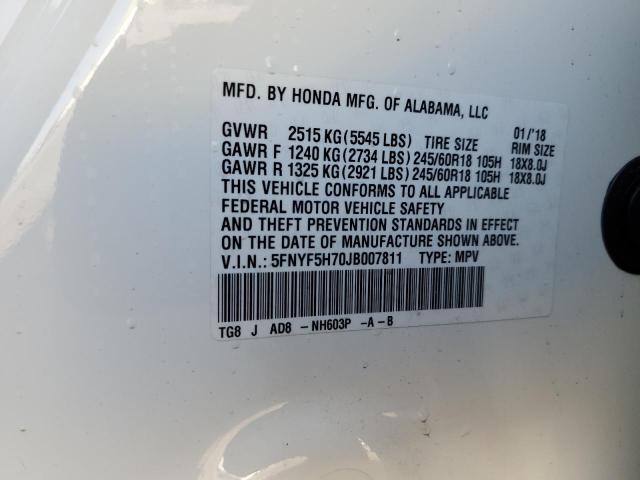 MFD. BY HONDA MFG. OF ALABAMA, LLC
01/'18
GVWR 2515 KG(5545 LBS) TIRE SIZE RIM SIZE
GAWR F 1240 KG(2734 LBS) 245/60R18 105H 18X8.0J
GAWR R 1325 KG(2921 LBS) 245/60R18 105H 18X8.0J
THIS VEHICLE CONFORMS TO ALL APPLICABLE
FEDERAL MOTOR VEHICLE SAFETY
AND THEFT PREVENTION STANDARDS IN EFFECT
ON THE DATE OF MANUFACTURE SHOWN ABOVE.
V.I.N.: 5FNYF5H70JB007811 TYPE: MPV
TG8 J AD8 - NH603P -A-B